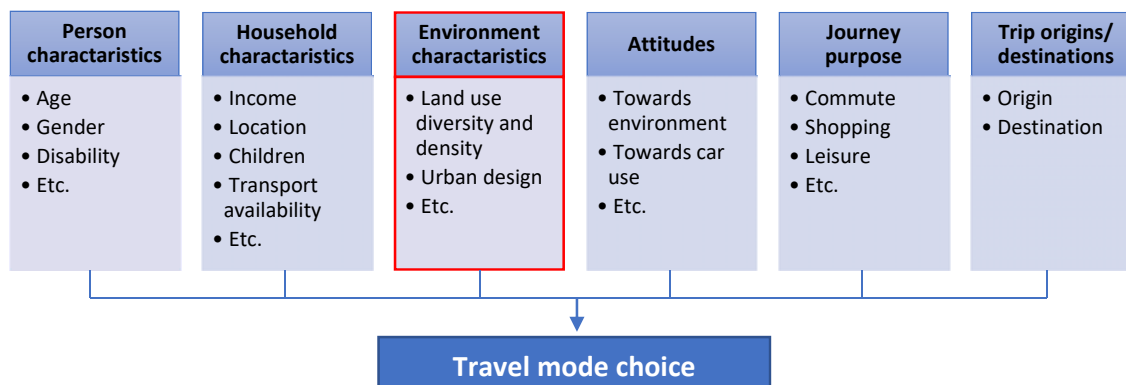 Person
charactaristics
• Age
• Gender
• Disability
• Etc.
Household
charactaristics
• Income
• Location
• Children
• Transport
availability
• Etc.
Environment
charactaristics
• Land use
diversity and
density
• Urban design
• Etc.
Attitudes
• Towards
environment
• Towards car
use
• Etc.
Journey
purpose
• Commute
• Shopping
• Leisure
• Etc.
Trip origins/
destinations
• Origin
• Destination
Travel mode choice